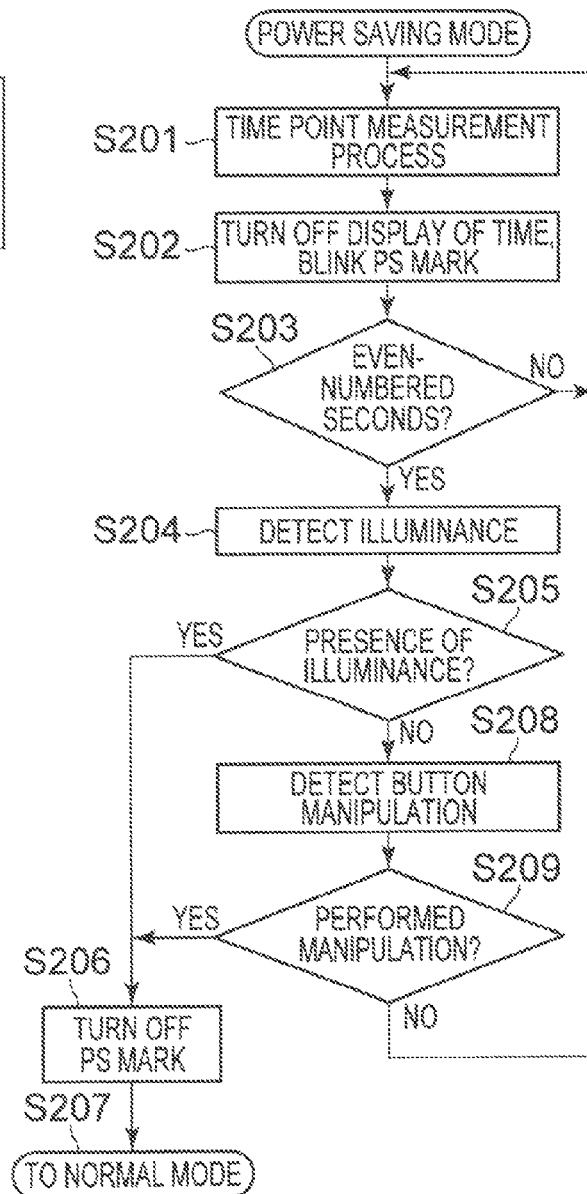 POWER SAVING MODE
S201
TIME POINT MEASUREMENT
PROCESS
S202
TURN OFF DISPLAY OF TIME,
BLINK PS MARK
S203
EVEN-
NUMBERED
SECONDS?
NO
YES
S204
DETECT ILLUMINANCE
S205
YES
PRESENCE OF
ILLUMINANCE?
NO
S208
DETECT BUTTON
MANIPULATION
S209
YES
PERFORMED
MANIPULATION?
NO
S206
TURN OFF
PS MARK
S207
TO NORMAL MODE